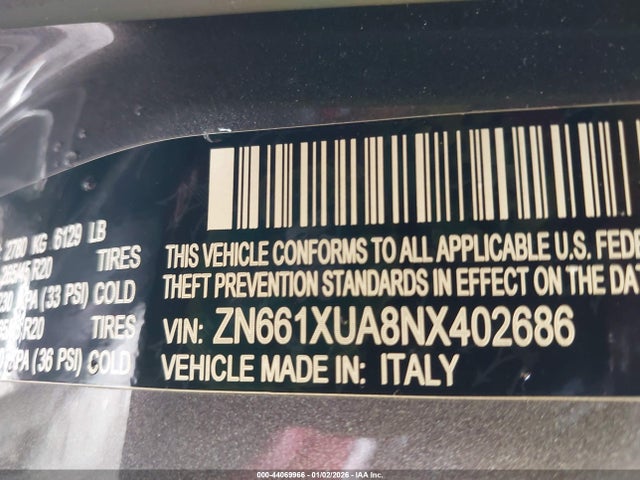 2780 KG 6129 LB
R20 TIRES
PA (33 PSI) COLD
R20 TIRES
PA (36 PSI) COLD
THIS VEHICLE CONFORMS TO ALL APPLICABLE U.S. FEDE
THEFT PREVENTION STANDARDS IN EFFECT ON THE DA
VIN: ZN661XUA8NX402686
VEHICLE MADE IN: ITALY
000-44069966 · 01/02/2026 · © IAA Inc.